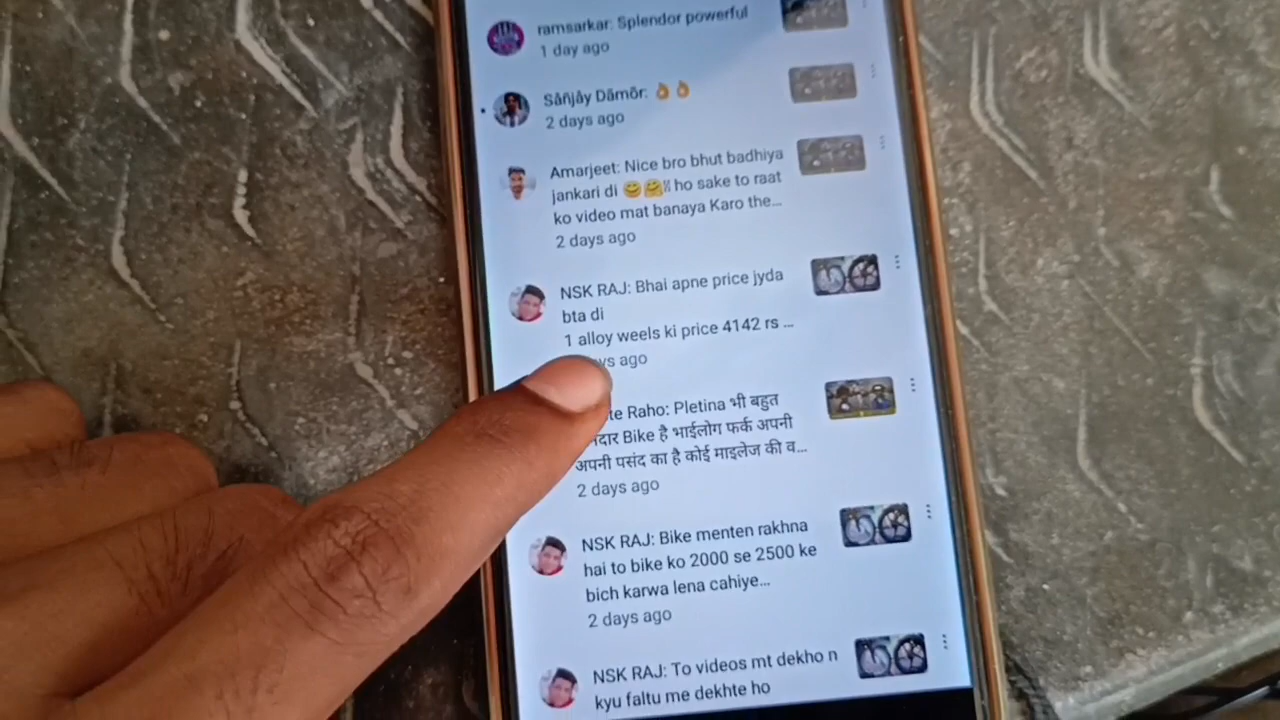 ramsarkar: Splendor powerful
1 day ago
Såñjåy Dāmōr: 👌👌
2 days ago
Amarjeet: Nice bro bhut badhiya
jankari di 😊🤗 ho sake to raat
ko video mat banaya Karo the...
2 days ago
NSK RAJ: Bhai apne price jyda
bta di
1 alloy weels ki price 4142 rs ...
ago
Raho: Pletina भी बहुत
Bike है भाईलोग फर्क अपनी
अपनी पसंद का है कोई माइलेज की व...
2 days ago
NSK RAJ: Bike menten rakhna
hai to bike ko 2000 se 2500 ke
bich karwa lena cahiye...
2 days ago
NSK RAJ: To videos mt dekho n
kyu faltu me dekhte ho